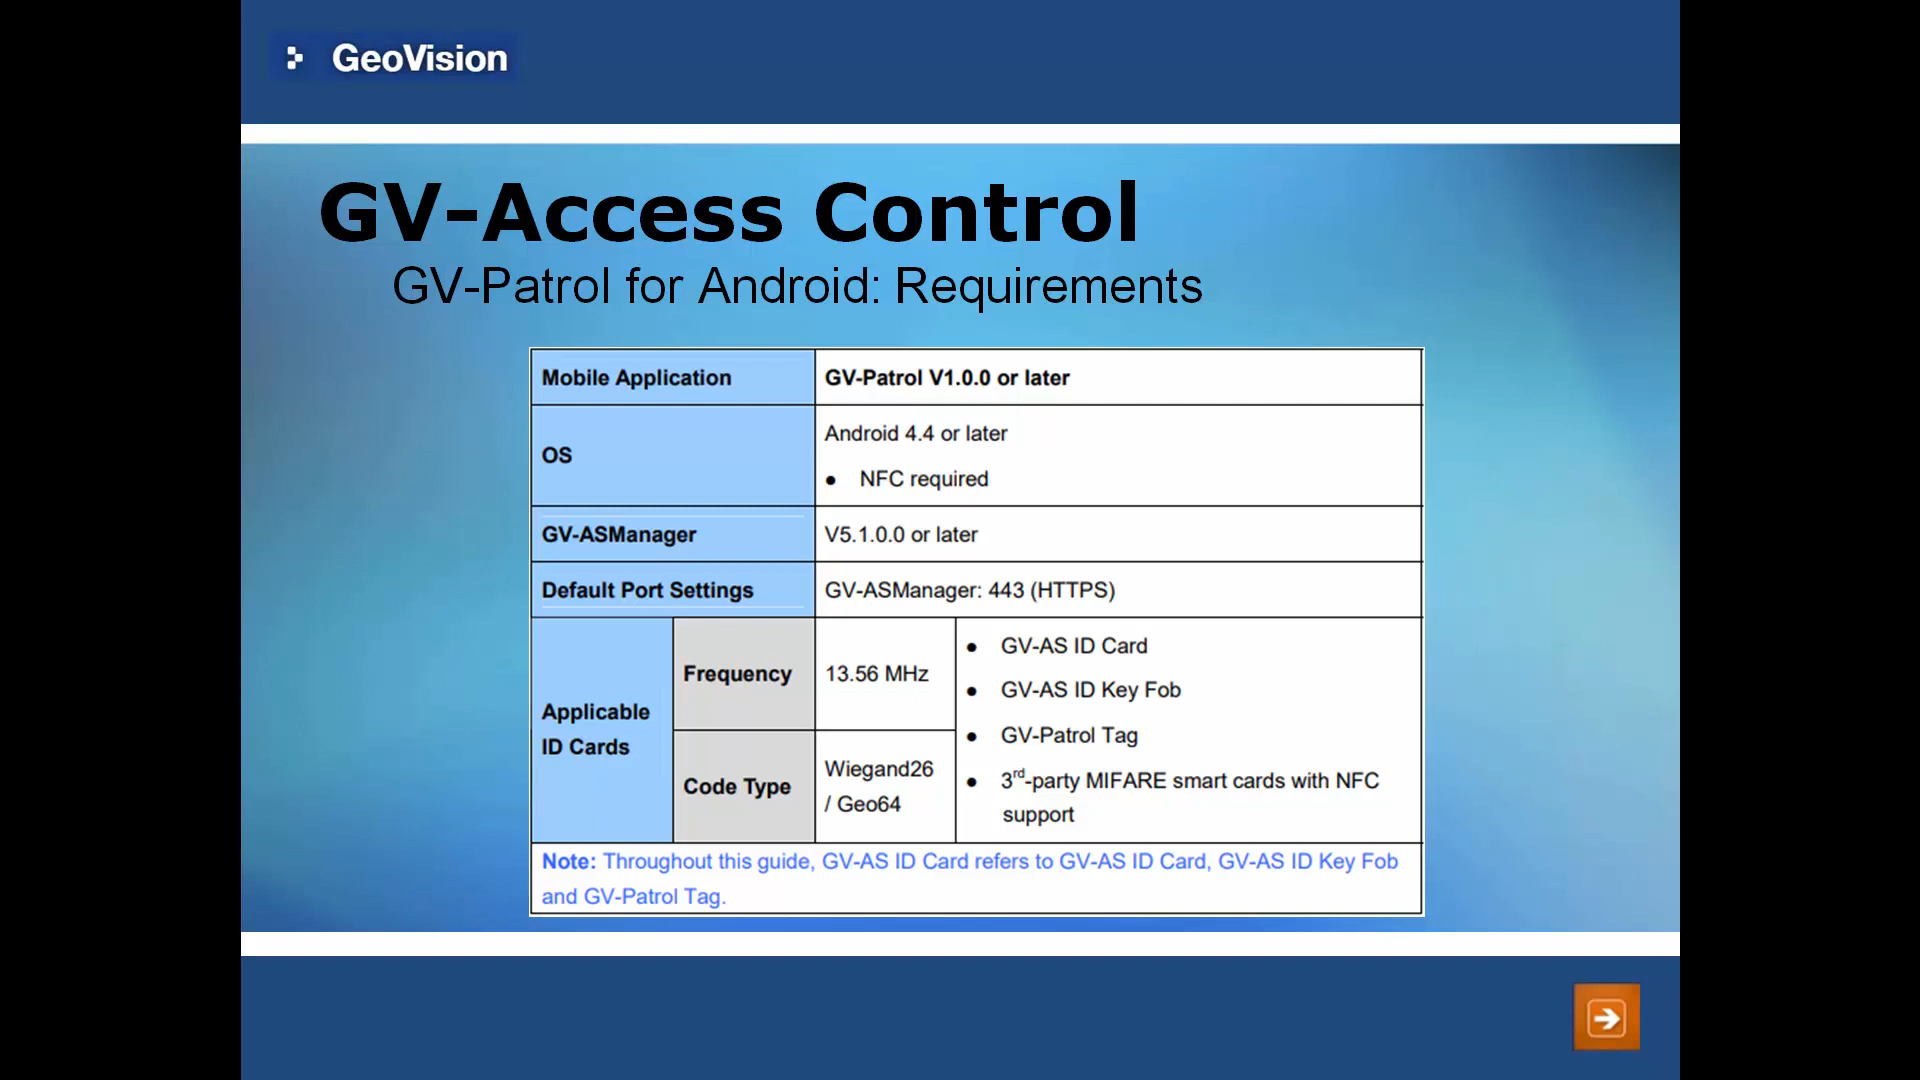 GeoVision
GV-Access Control
GV-Patrol for Android: Requirements
Mobile Application
GV-Patrol V1.0.0 or later
OS
Android 4.4 or later
● NFC required
GV-ASManager
V5.1.0.0 or later
Default Port Settings
GV-ASManager: 443 (HTTPS)
Applicable
ID Cards
Frequency
13.56 MHz
Code Type
Wiegand26
/ Geo64
● GV-AS ID Card
● GV-AS ID Key Fob
● GV-Patrol Tag
● 3rd-party MIFARE smart cards with NFC
support
Note: Throughout this guide, GV-AS ID Card refers to GV-AS ID Card, GV-AS ID Key Fob
and GV-Patrol Tag.